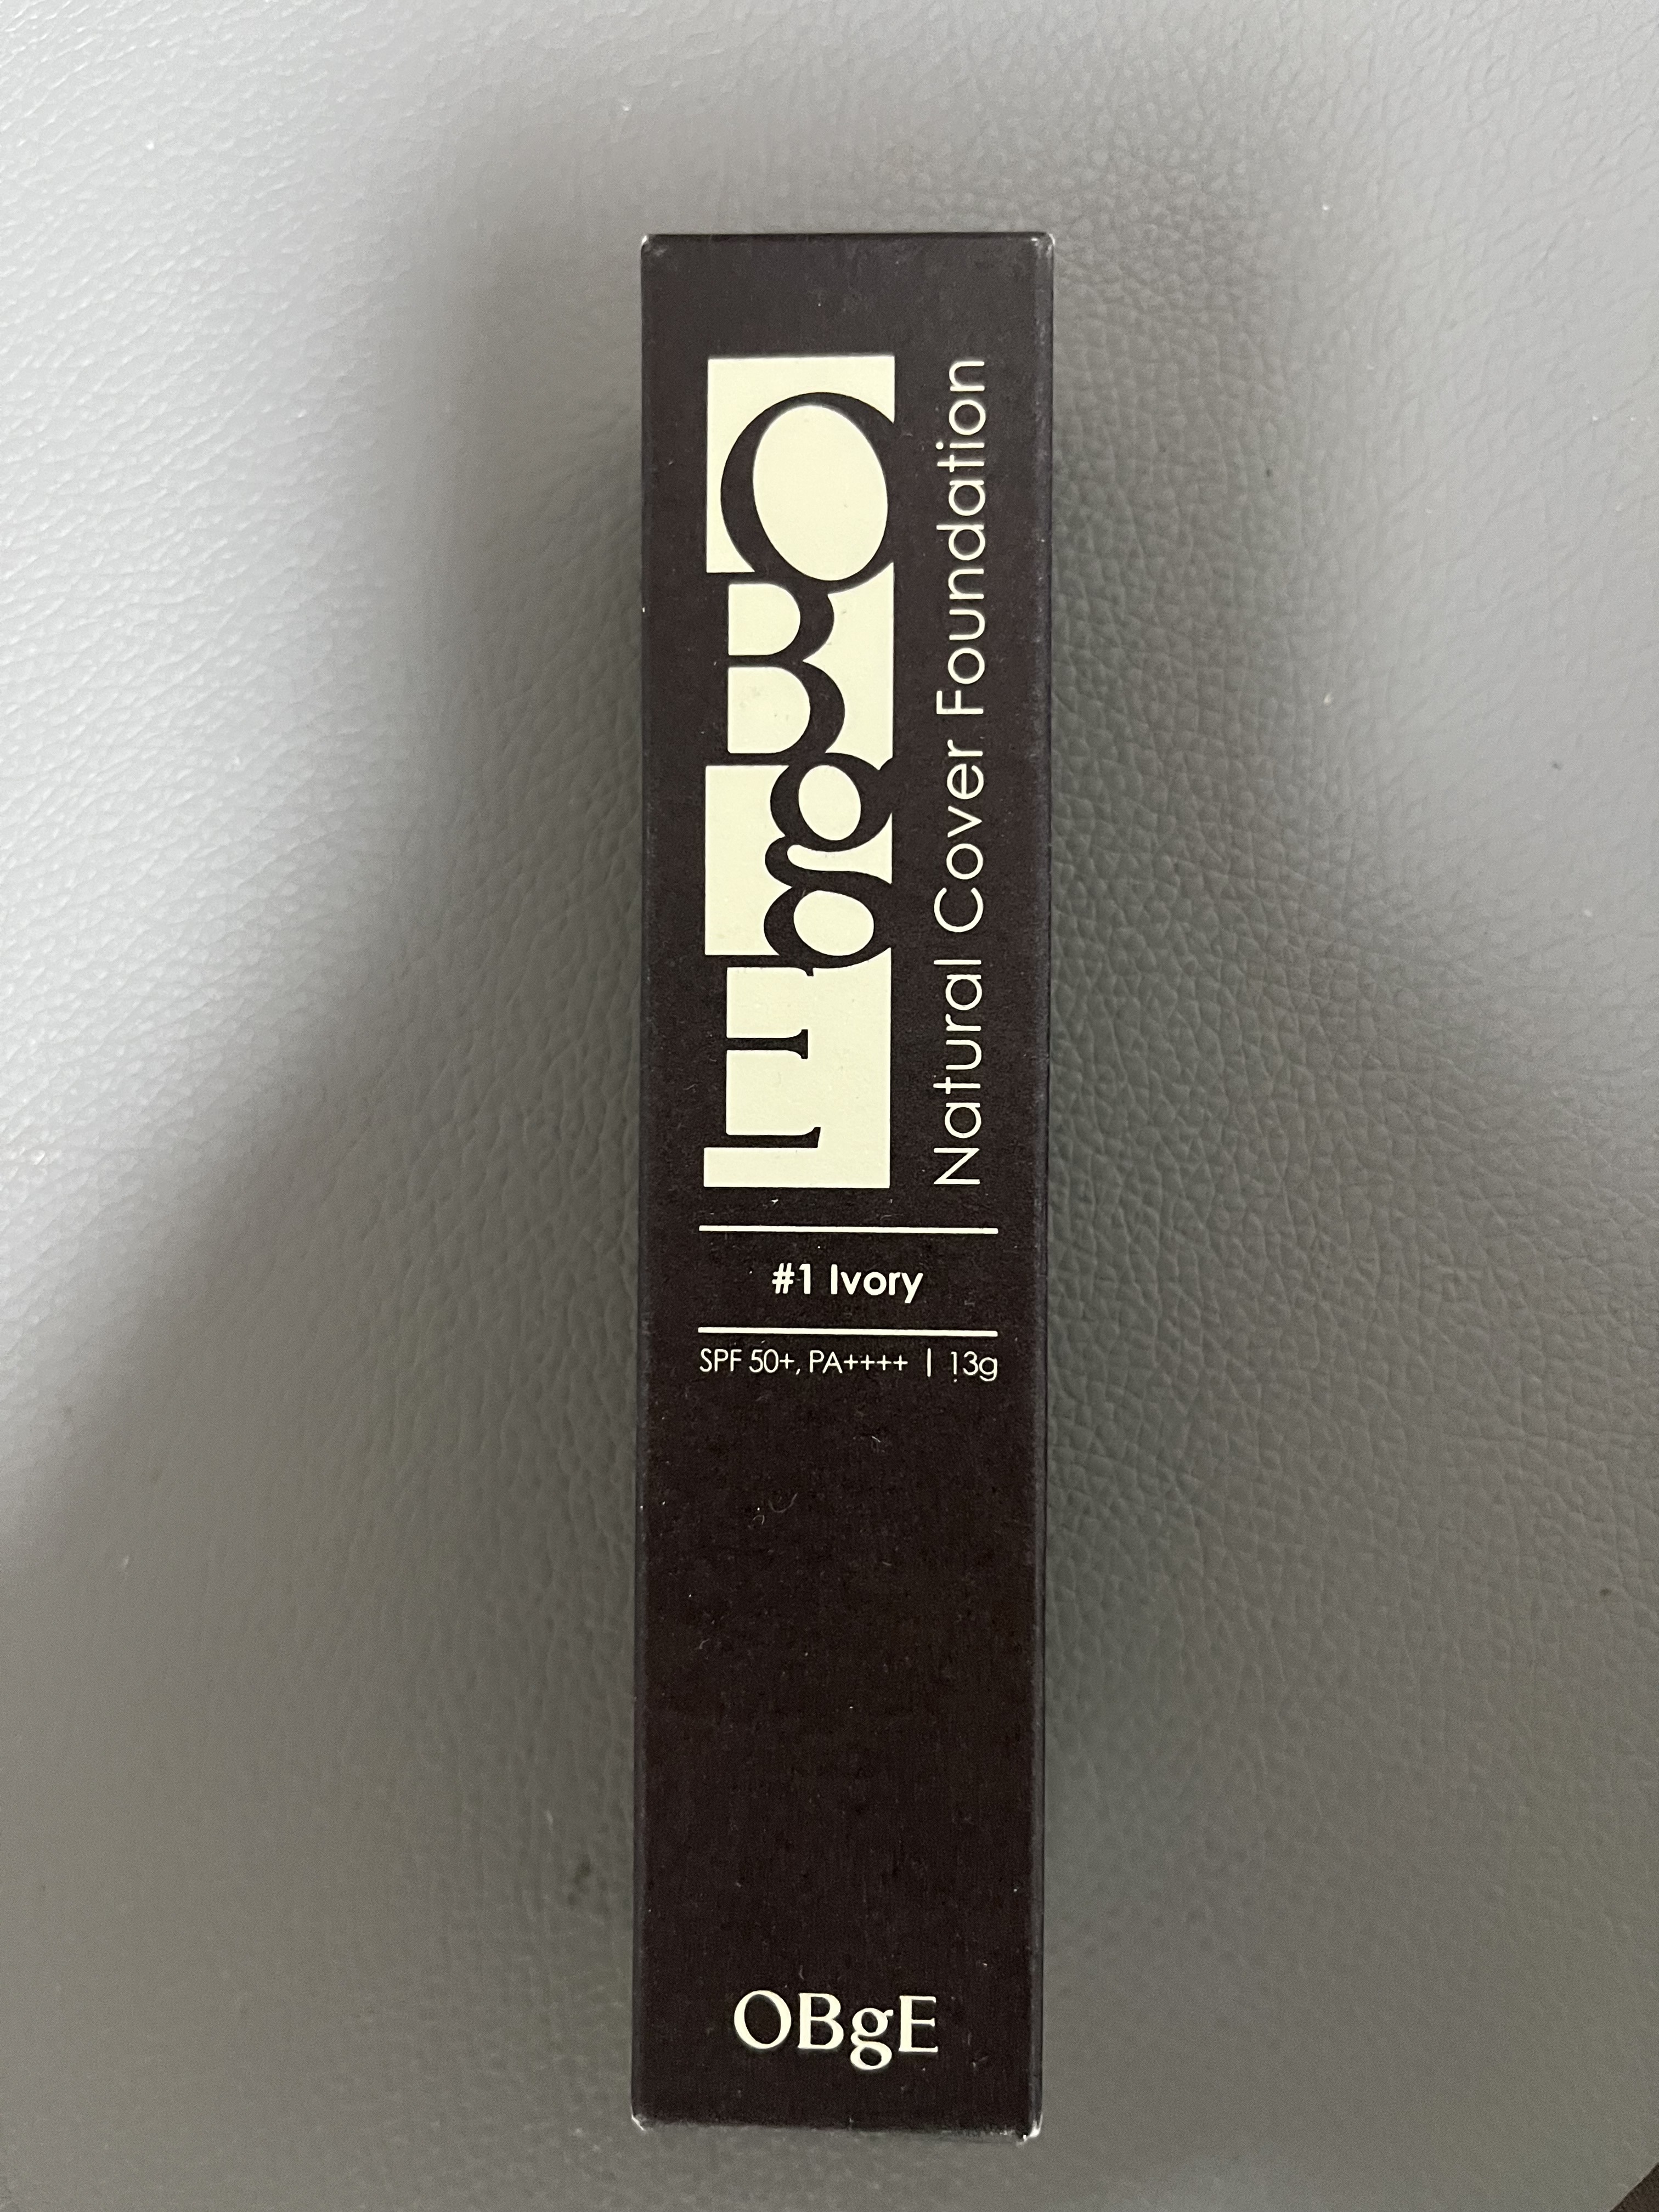 OBgE
Natural Cover Foundation
#1 Ivory
SPF 50+, PA++++ | 13g
OBgE